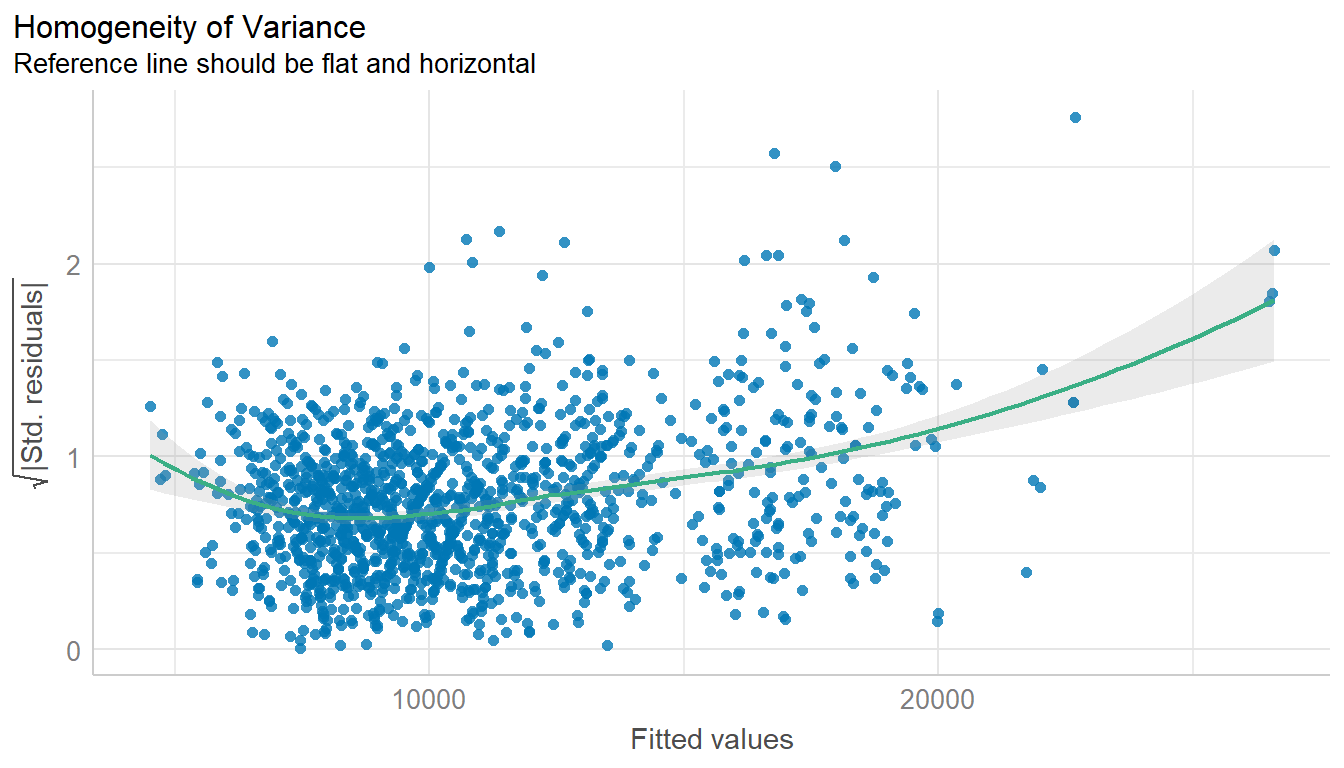 Homogeneity of Variance
Reference line should be flat and horizontal
√|Std. residuals|
2
1
0
10000
20000
Fitted values